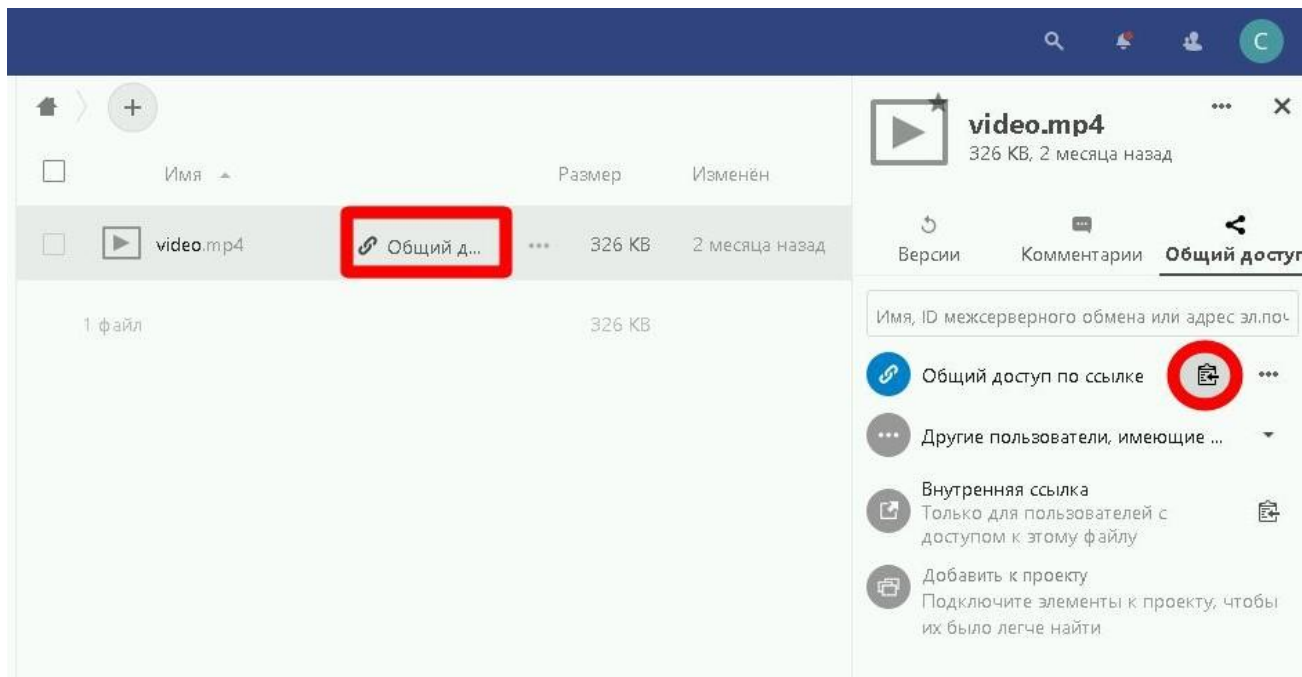 C
+
Имя
Размер
Изменён
video.mp4
Общий д...
...
326 KB
2 месяца назад
1 файл
326 KB
video.mp4
326 KB, 2 месяца назад
Версии
Комментарии
Общий доступ
Имя, ID межсерверного обмена или адрес эл.поч
Общий доступ по ссылке
Другие пользователи, имеющие ...
Внутренняя ссылка
Только для пользователей с
доступом к этому файлу
Добавить к проекту
Подключите элементы к проекту, чтобы
их было легче найти